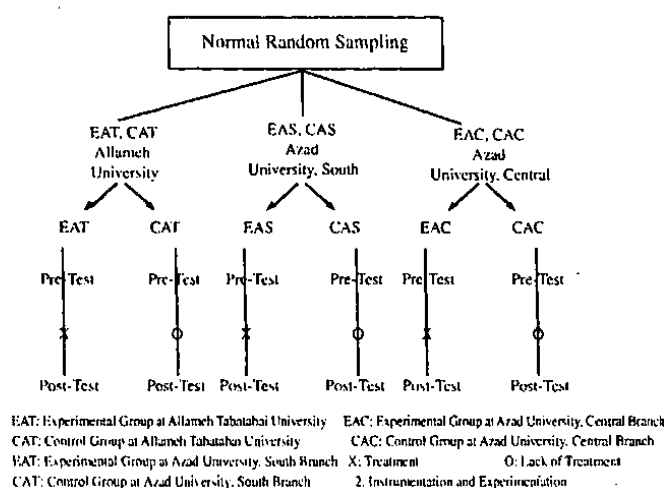 Normal Random Sampling
EAT, CAT
Allameh
University
EAS, CAS
Azad
University, South
EAC, CAC
Azad
University, Central
EAT CAT EAS CAS EAC CAC
Pre-Test Pre-Test Pre-Test Pre-Test Pre-Test Pre-Test
X O X O X O
Post-Test Post-Test Post-Test Post-Test Post-Test Post-Test
EAT: Experimental Group at Allameh Tabatabai University EAC: Experimental Group at Azad University, Central Branch
CAT: Control Group at Allameh Tabatabai University CAC: Control Group at Azad University, Central Branch
EAT: Experimental Group at Azad University, South Branch X: Treatment O: Lack of Treatment
CAT: Control Group at Azad University, South Branch 2. Instrumentation and Experimentation